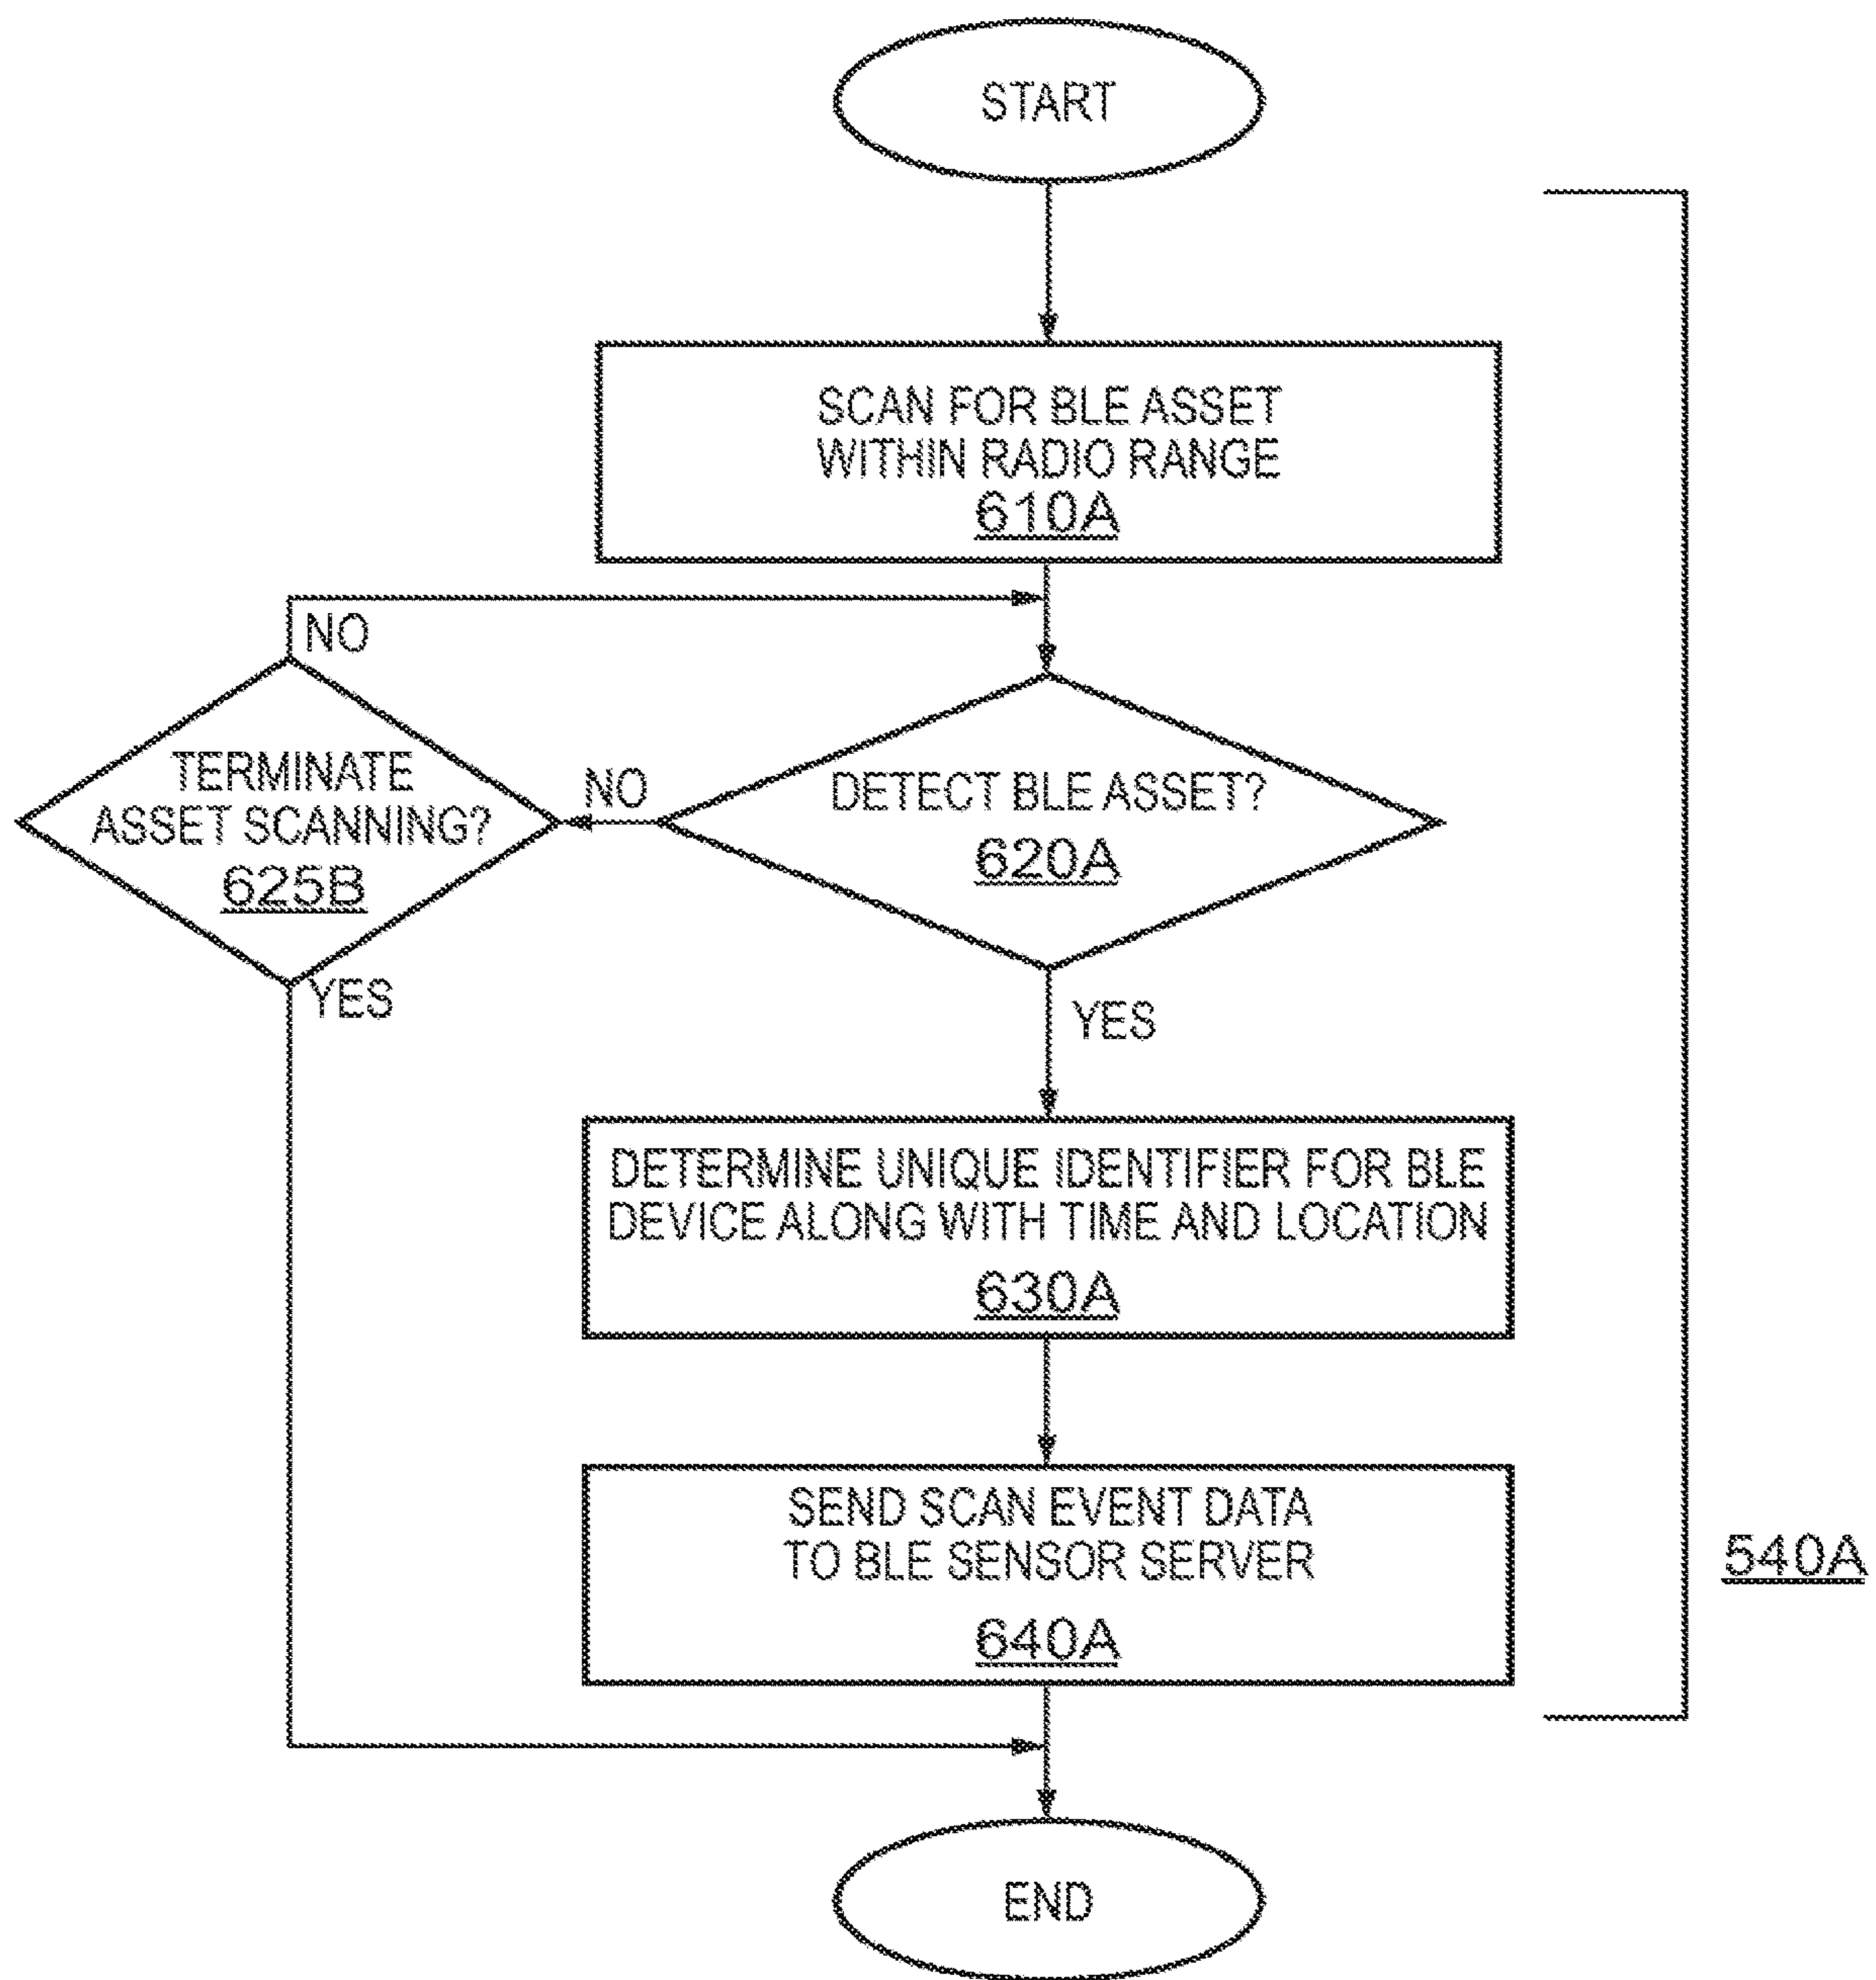 START
SCAN FOR BLE ASSET
WITHIN RADIO RANGE
610A
NO
TERMINATE
ASSET SCANNING?
625B
NO
DETECT BLE ASSET?
620A
YES
YES
DETERMINE UNIQUE IDENTIFIER FOR BLE
DEVICE ALONG WITH TIME AND LOCATION
630A
SEND SCAN EVENT DATA
TO BLE SENSOR SERVER
640A
540A
END